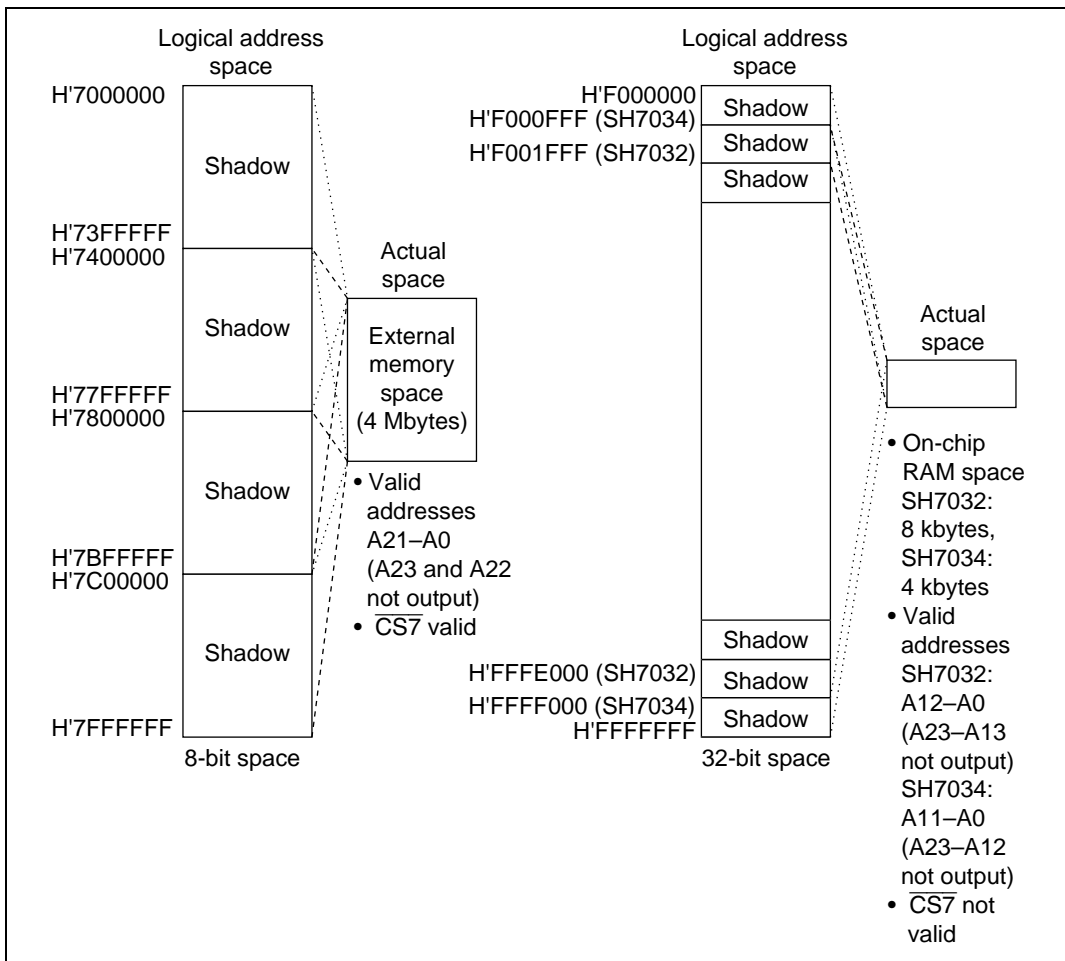 Logical address
space
H'7000000
Shadow
H'73FFFFF
H'7400000
Shadow
H'77FFFFF
H'7800000
Shadow
H'7BFFFFF
H'7C00000
Shadow
H'7FFFFFF
8-bit space
Actual
space
External
memory
space
(4 Mbytes)
• Valid
addresses
A21–A0
(A23 and A22
not output)
• CS7 valid
Logical address
space
H'F000000
Shadow
H'F000FFF (SH7034)
Shadow
H'F001FFF (SH7032)
Shadow
Shadow
H'FFFE000 (SH7032)
Shadow
H'FFFF000 (SH7034)
Shadow
H'FFFFFFF
32-bit space
Actual
space
• On-chip
RAM space
SH7032:
8 kbytes,
SH7034:
4 kbytes
• Valid
addresses
SH7032:
A12–A0
(A23–A13
not output)
SH7034:
A11–A0
(A23–A12
not output)
• CS7 not
valid